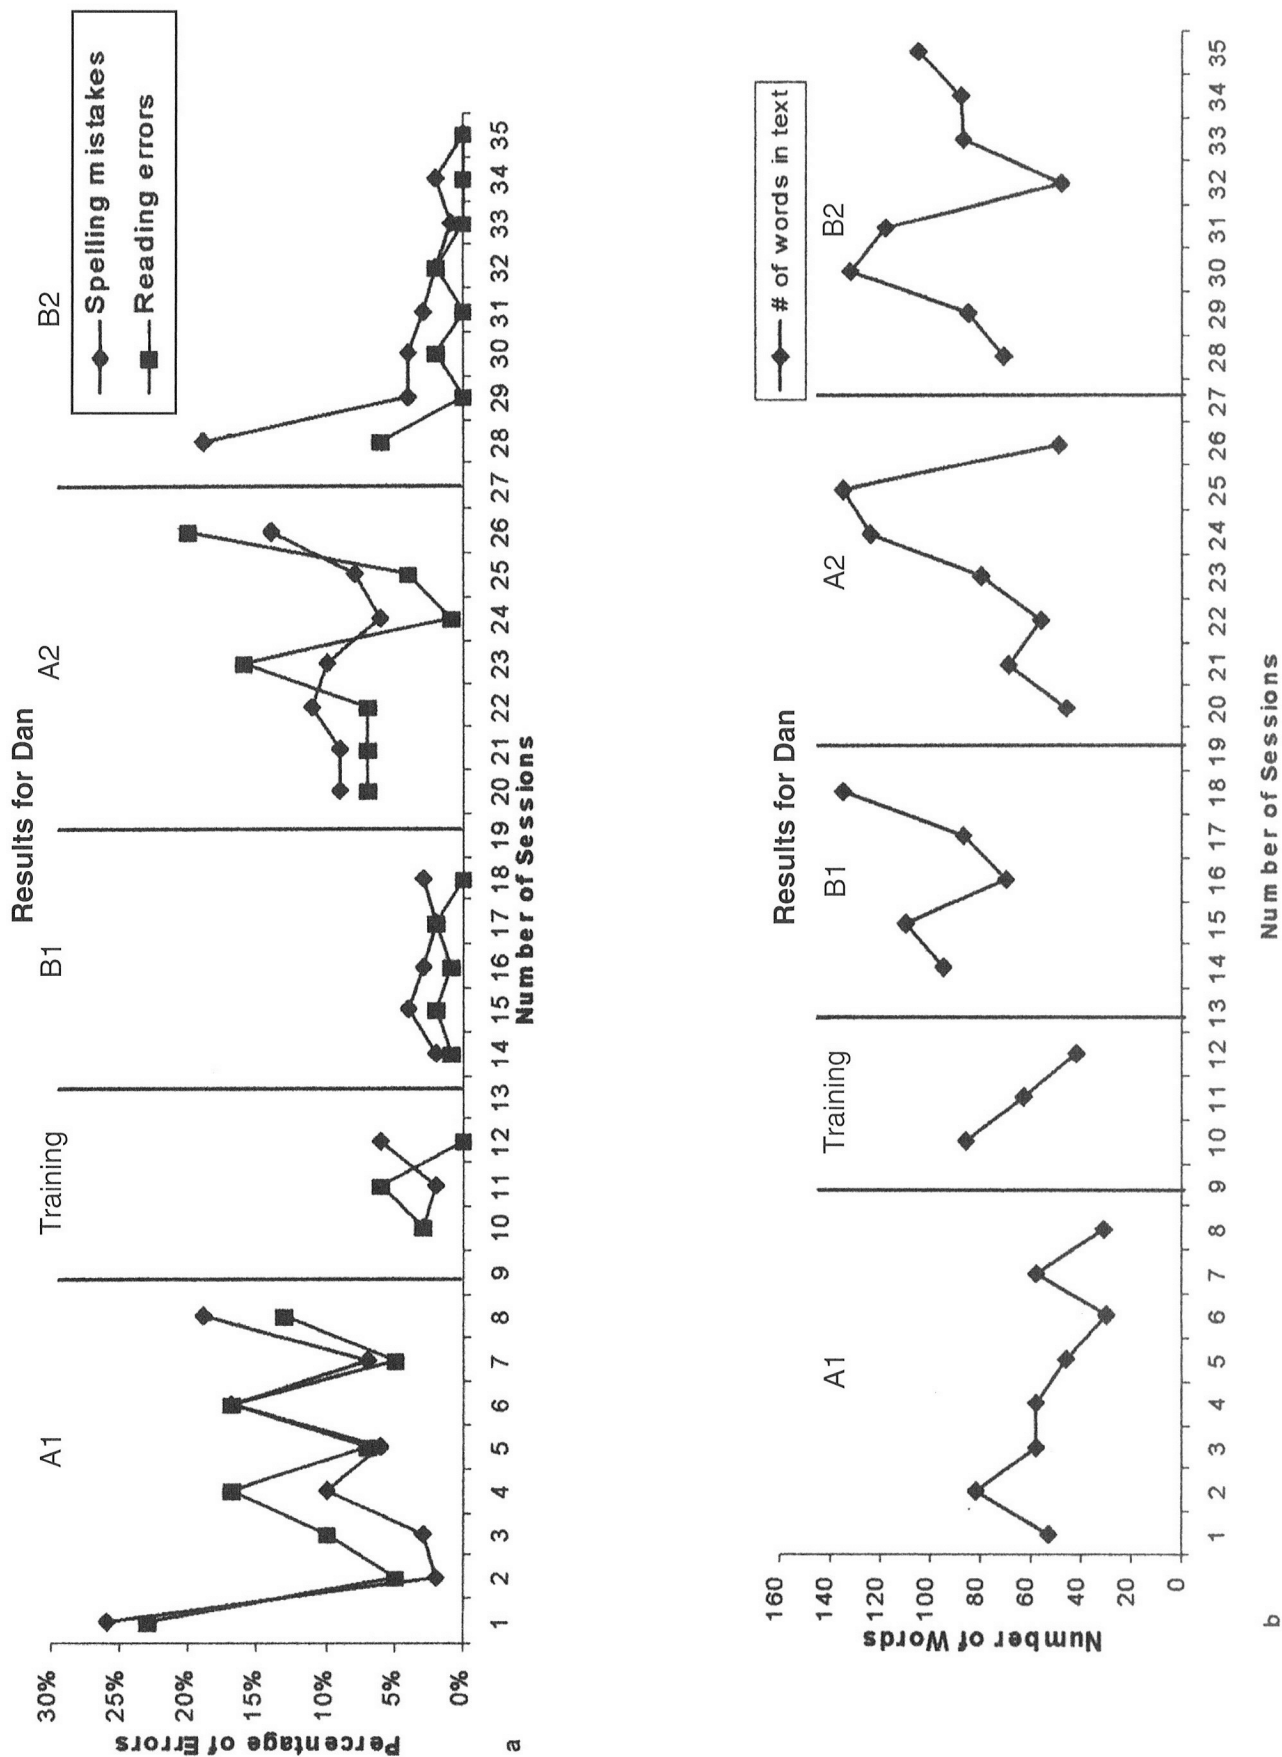 Results for Dan
A1
Training
B1
A2
B2
Spelling mistakes
Reading errors
Percentage of Errors
30%
25%
20%
15%
10%
5%
0%
1 2 3 4 5 6 7 8 9 10 11 12 13 14 15 16 17 18 19 20 21 22 23 24 25 26 27 28 29 30 31 32 33 34 35
Number of Sessions
a
# of words in text
Results for Dan
A1
Training
B1
A2
B2
Number of Words
160
140
120
100
80
60
40
20
0
1 2 3 4 5 6 7 8 9 10 11 12 13 14 15 16 17 18 19 20 21 22 23 24 25 26 27 28 29 30 31 32 33 34 35
Number of Sessions
b